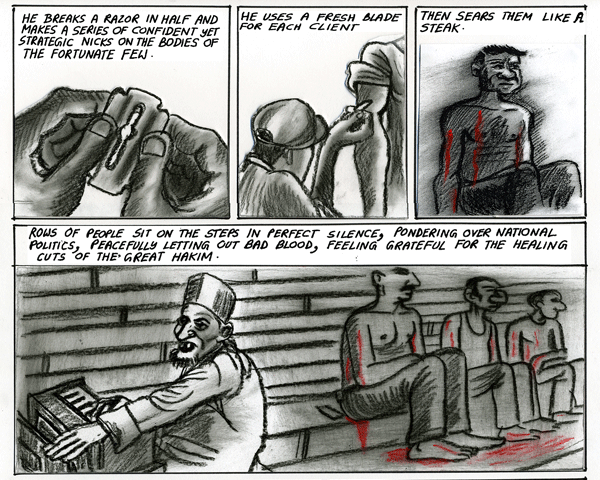 HE BREAKS A RAZOR IN HALF AND
MAKES A SERIES OF CONFIDENT YET
STRATEGIC NICKS ON THE BODIES OF
THE FORTUNATE FEW.
HE USES A FRESH BLADE
FOR EACH CLIENT
THEN SEARS THEM LIKE A
STEAK.
ROWS OF PEOPLE SIT ON THE STEPS IN PERFECT SILENCE, PONDERING OVER NATIONAL
POLITICS, PEACEFULLY LETTING OUT BAD BLOOD, FEELING GRATEFUL FOR THE HEALING
CUTS OF THE GREAT HAKIM.